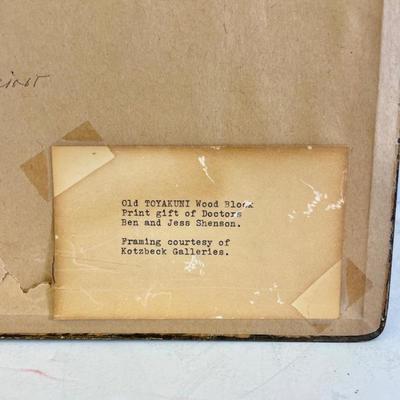 Old TOYAKUNI Wood Block
Print gift of Doctors
Ben and Jess Shenson.
Framing courtesy of
Kotzbeck Galleries.